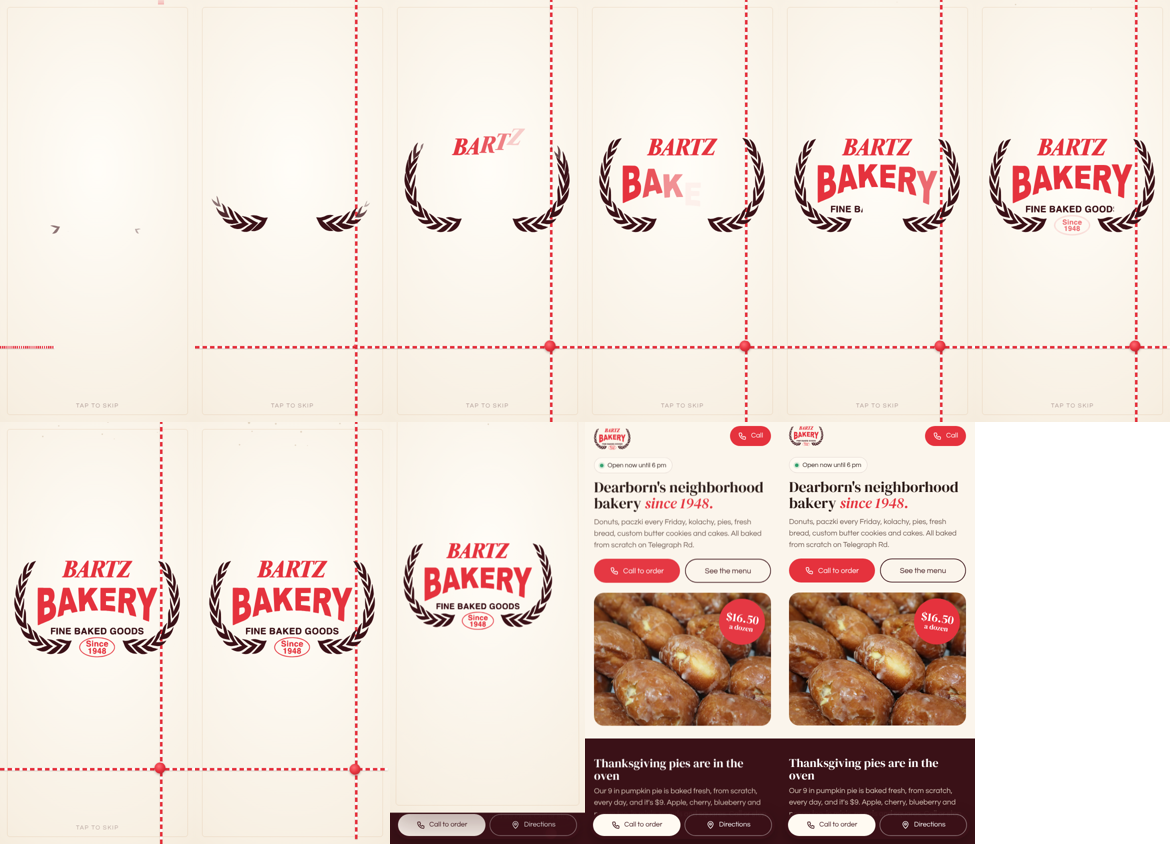 TAP TO SKIP
TAP TO SKIP
BARTZ
TAP TO SKIP
BARTZ
BAKE
TAP TO SKIP
BARTZ
BAKERY
FINE BA
TAP TO SKIP
BARTZ
BAKERY
FINE BAKED GOODS
Since
1948
TAP TO SKIP
BARTZ
BAKERY
FINE BAKED GOODS
Since
1948
TAP TO SKIP
BARTZ
BAKERY
FINE BAKED GOODS
Since
1948
BARTZ
BAKERY
FINE BAKED GOODS
Since
1948
Call to order
Directions
BARTZ
BAKERY
Call
Open now until 6 pm
Dearborn's neighborhood
bakery since 1948.
Donuts, paczki every Friday, kolachy, pies, fresh
bread, custom butter cookies and cakes. All baked
from scratch on Telegraph Rd.
Call to order
See the menu
$16.50
a dozen
Thanksgiving pies are in the
oven
Our 9 in pumpkin pie is baked fresh, from scratch,
every day, and it's $9. Apple, cherry, blueberry and
Call to order
Directions
BARTZ
BAKERY
Call
Open now until 6 pm
Dearborn's neighborhood
bakery since 1948.
Donuts, paczki every Friday, kolachy, pies, fresh
bread, custom butter cookies and cakes. All baked
from scratch on Telegraph Rd.
Call to order
See the menu
$16.50
a dozen
Thanksgiving pies are in the
oven
Our 9 in pumpkin pie is baked fresh, from scratch,
every day, and it's $9. Apple, cherry, blueberry and
Call to order
Directions